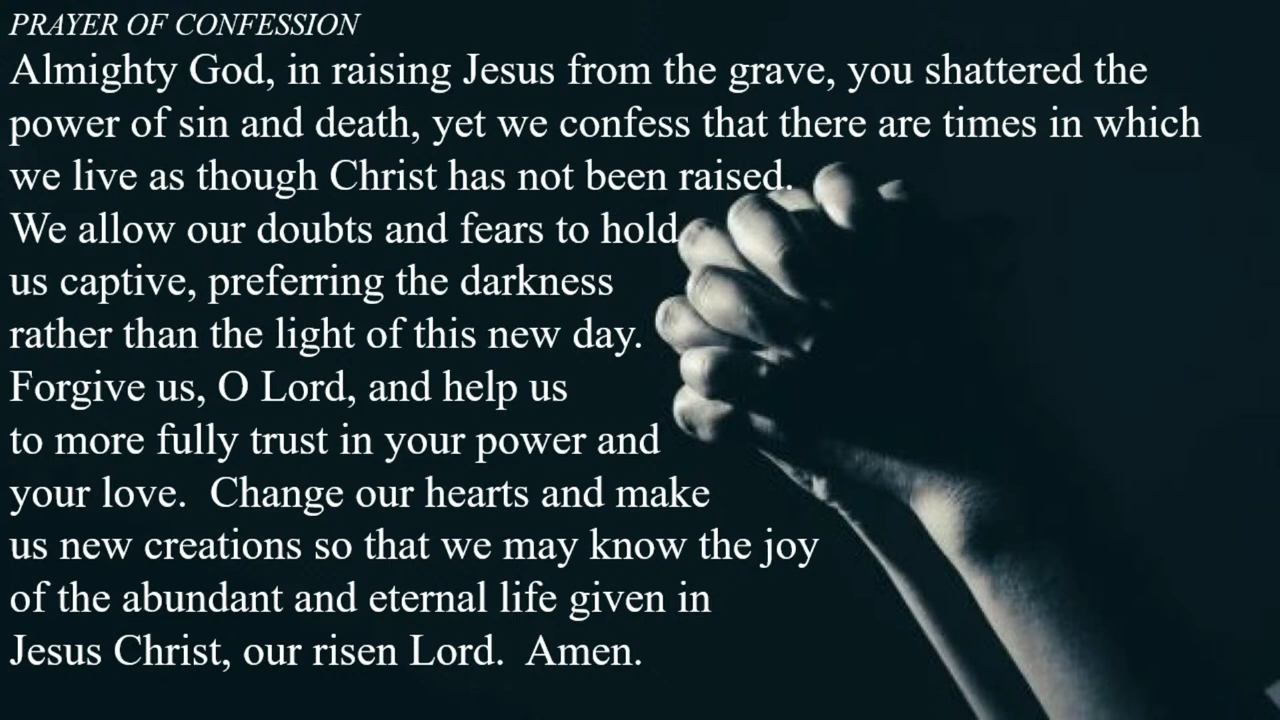 PRAYER OF CONFESSION
Almighty God, in raising Jesus from the grave, you shattered the
power of sin and death, yet we confess that there are times in which
we live as though Christ has not been raised.
We allow our doubts and fears to hold
us captive, preferring the darkness
rather than the light of this new day.
Forgive us, O Lord, and help us
to more fully trust in your power and
your love.  Change our hearts and make
us new creations so that we may know the joy
of the abundant and eternal life given in
Jesus Christ, our risen Lord.  Amen.